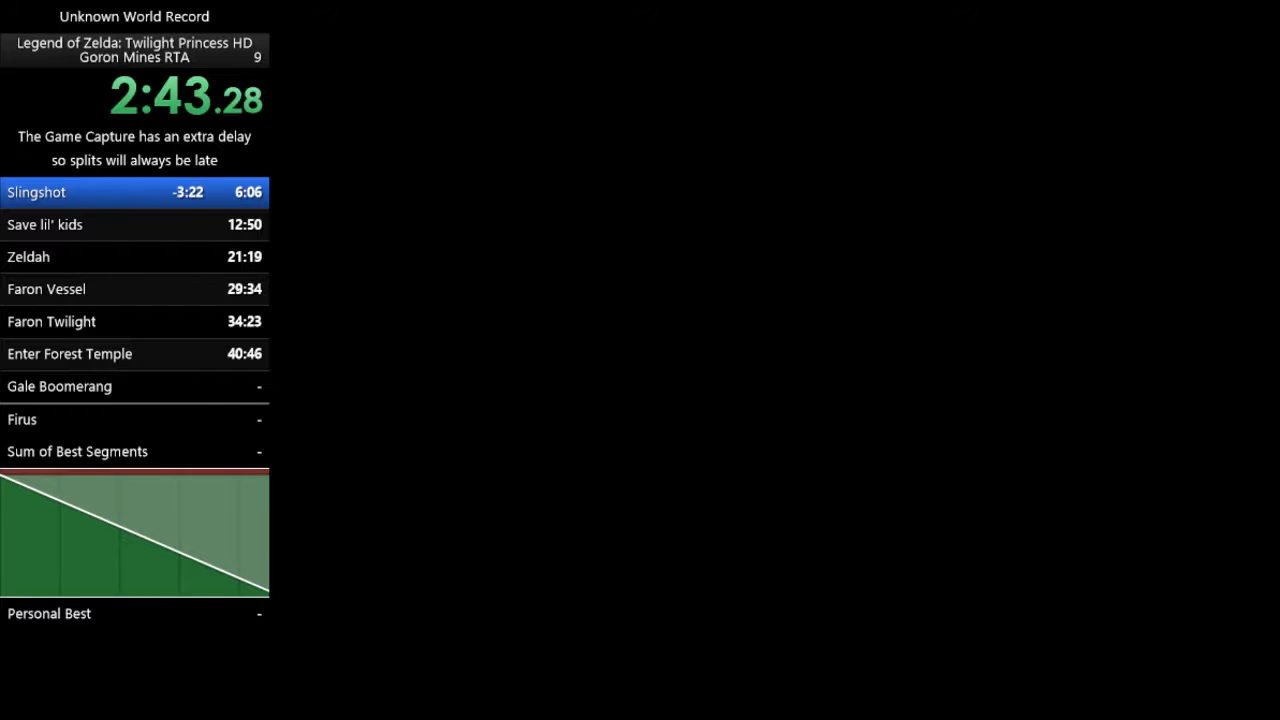 Unknown World Record
Legend of Zelda: Twilight Princess HD
Goron Mines RTA 9
2:43.28
The Game Capture has an extra delay
so splits will always be late
Slingshot -3:22 6:06
Save lil' kids 12:50
Zeldah 21:19
Faron Vessel 29:34
Faron Twilight 34:23
Enter Forest Temple 40:46
Gale Boomerang -
Firus -
Sum of Best Segments -
Personal Best -